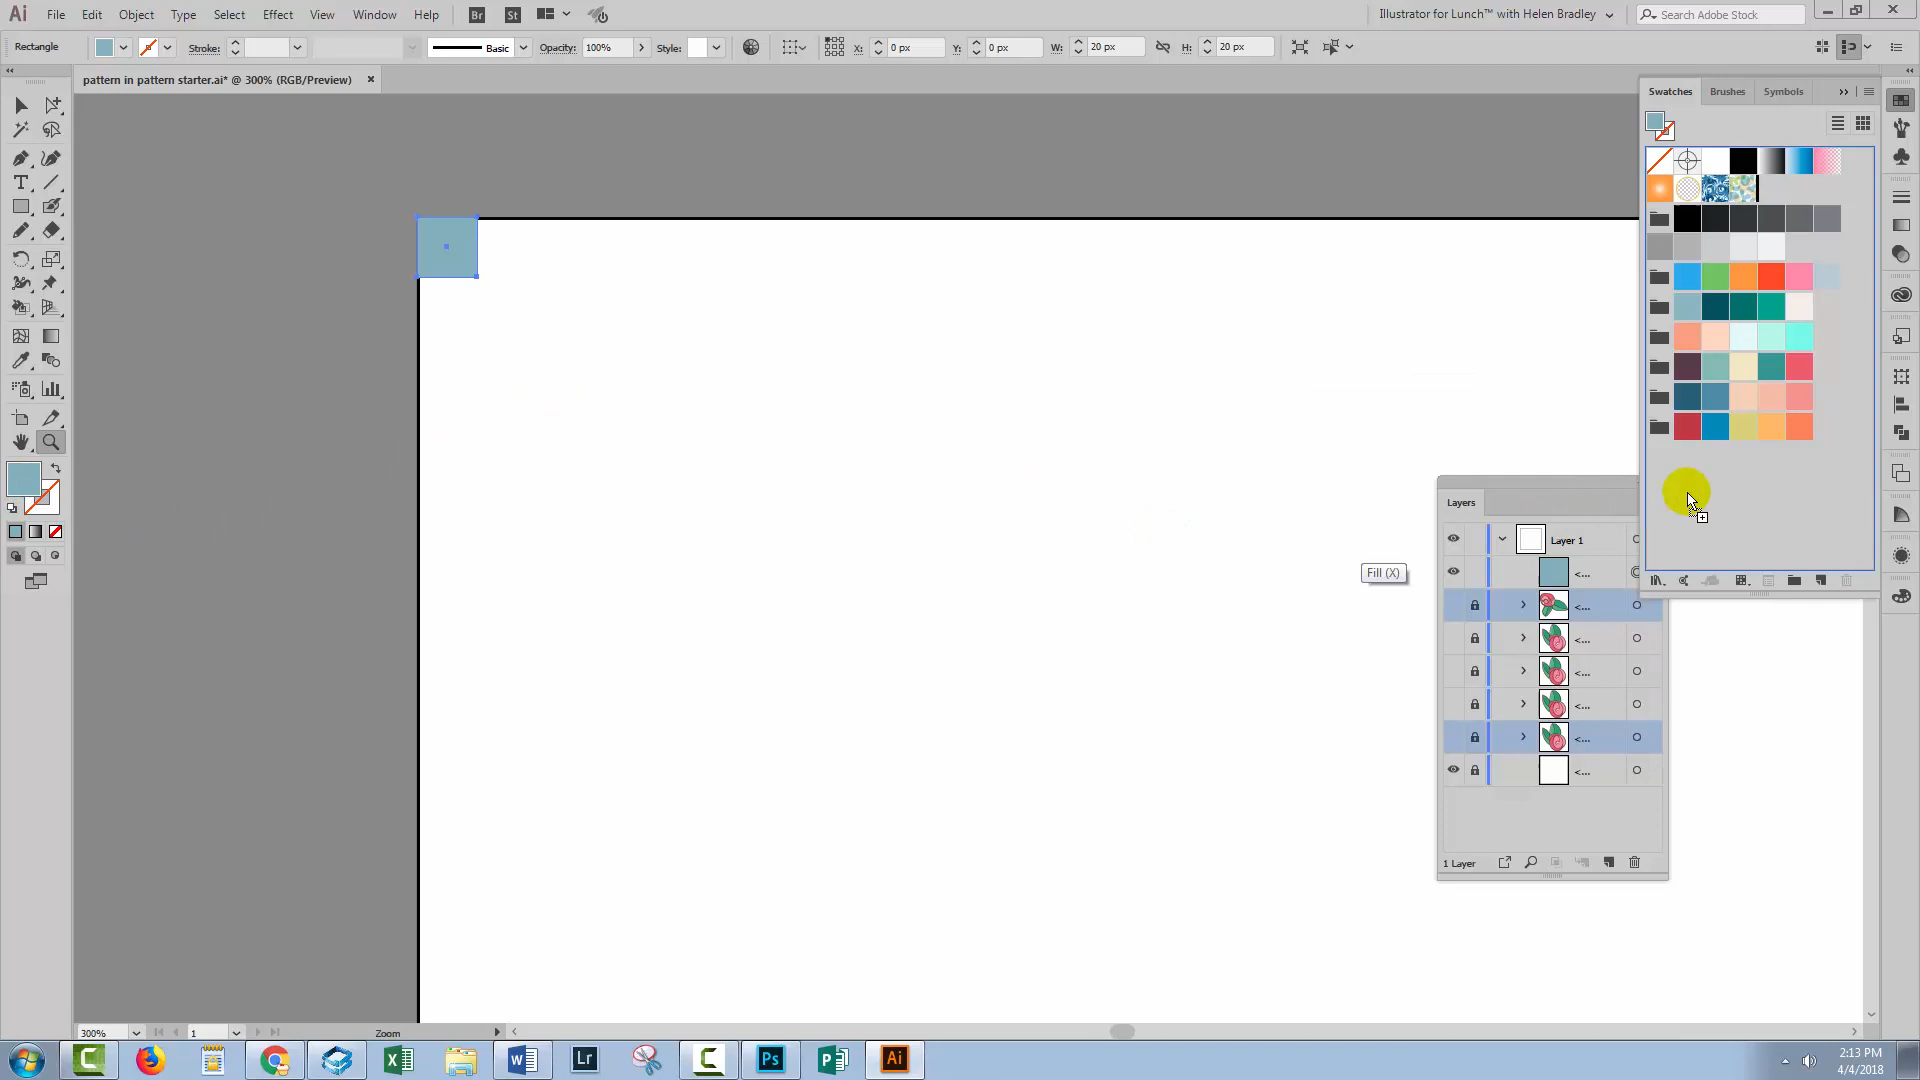 Ai File Edit Object Type Select Effect View Window Help Br St Illustrator for Lunch™ with Helen Bradley Search Adobe Stock
Rectangle Stroke: Basic Opacity: 100% Style: X: 0 px Y: 0 px W: 20 px H: 20 px
pattern in pattern starter.ai* @ 300% (RGB/Preview)
Swatches Brushes Symbols
Layers
Layer 1
Fill (X)
<...
<...
<...
<...
<...
<...
<...
1 Layer
300% 1 Zoom
Lr Ps Ai
2:13 PM
4/4/2018